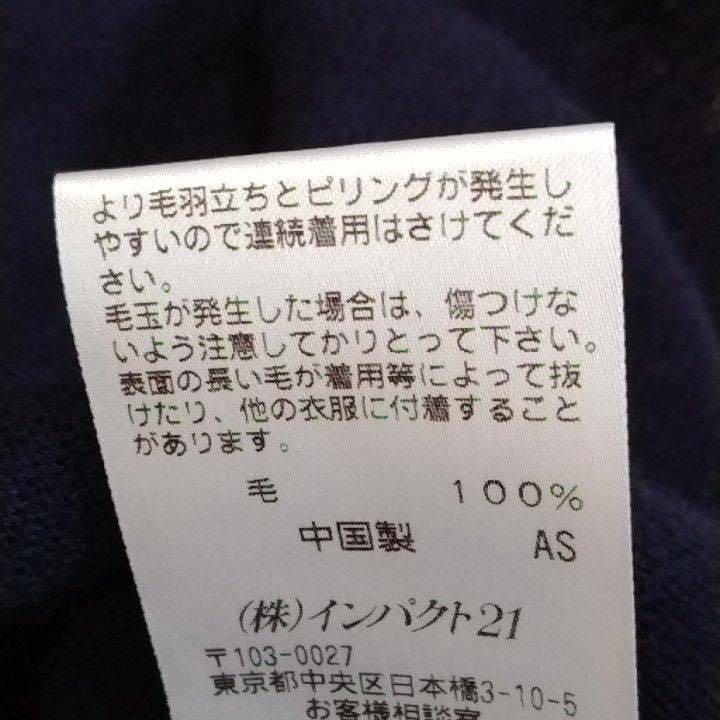 より毛羽立ちとピリングが発生し
やすいので連続着用はさけてくだ
さい。
毛玉が発生した場合は、傷つけな
いよう注意してかりとって下さい。
表面の長い毛が着用等によって抜
けたり、他の衣服に付着すること
があります。
毛 100%
中国製 AS
(株)インパクト21
〒103-0027
東京都中央区日本橋3-10-5
お客様相談室